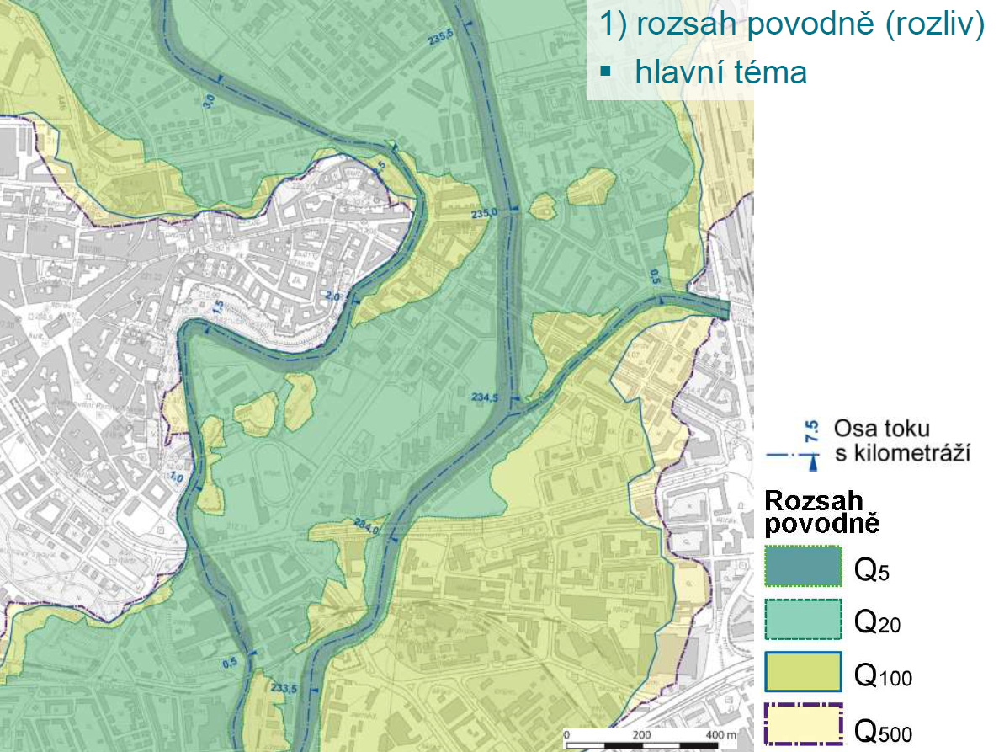 1) rozsah povodně (rozliv)
▪ hlavní téma
235,5
3,0
2,5
235,0
0,5
2,0
1,5
234,5
1,0
234,0
0,5
233,5
7.5
Osa toku
s kilometráží
Rozsah
povodně
Q5
Q20
Q100
Q500
0 200 400 m